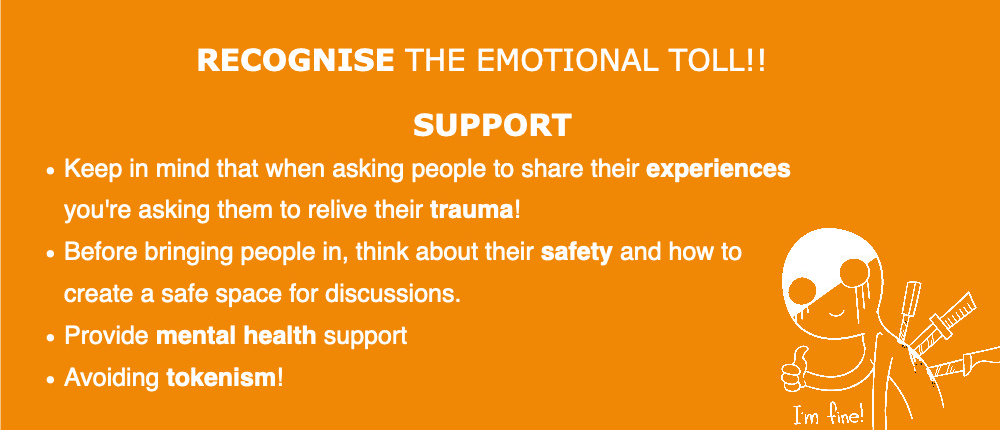 RECOGNISE THE EMOTIONAL TOLL!!
SUPPORT
• Keep in mind that when asking people to share their experiences
you're asking them to relive their trauma!
• Before bringing people in, think about their safety and how to
create a safe space for discussions.
• Provide mental health support
• Avoiding tokenism!
I'm fine!